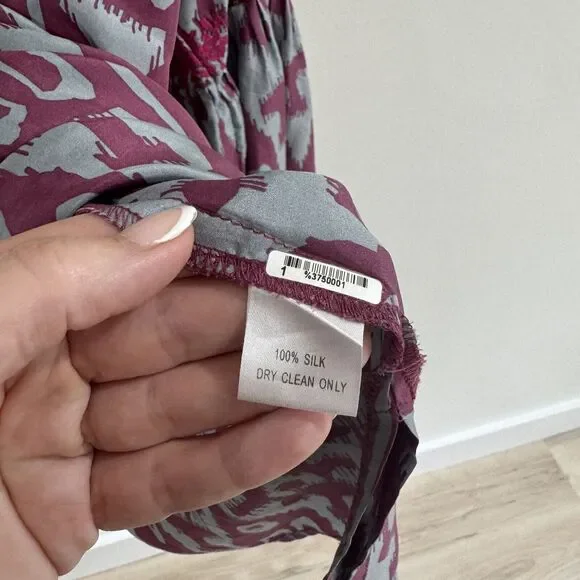 1 %3750001
100% SILK
DRY CLEAN ONLY